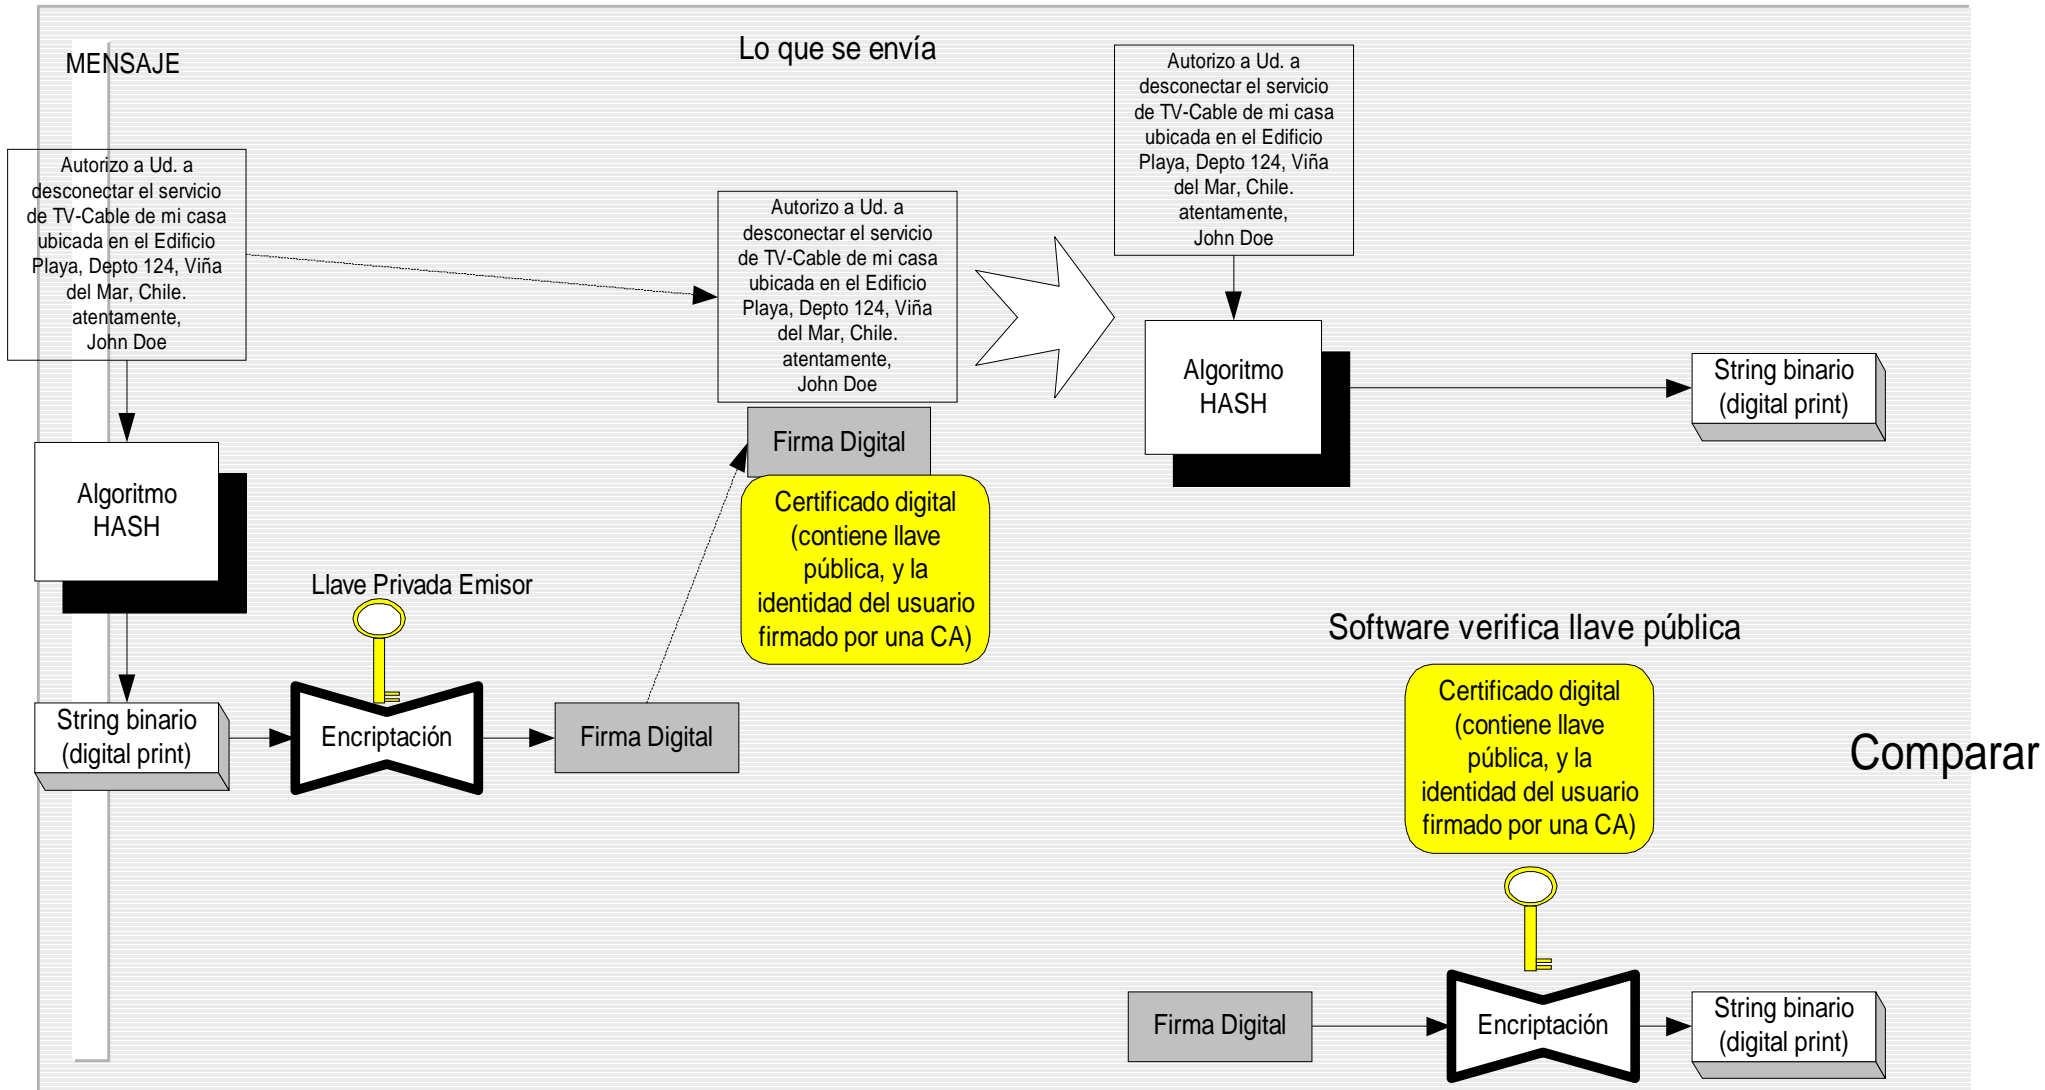 MENSAJE
Autorizo a Ud. a
desconectar el servicio
de TV-Cable de mi casa
ubicada en el Edificio
Playa, Depto 124, Viña
del Mar, Chile.
atentamente,
John Doe
Algoritmo
HASH
String binario
(digital print)
Llave Privada Emisor
Encriptación
Firma Digital
Lo que se envía
Autorizo a Ud. a
desconectar el servicio
de TV-Cable de mi casa
ubicada en el Edificio
Playa, Depto 124, Viña
del Mar, Chile.
atentamente,
John Doe
Firma Digital
Certificado digital
(contiene llave
pública, y la
identidad del usuario
firmado por una CA)
Autorizo a Ud. a
desconectar el servicio
de TV-Cable de mi casa
ubicada en el Edificio
Playa, Depto 124, Viña
del Mar, Chile.
atentamente,
John Doe
Algoritmo
HASH
String binario
(digital print)
Software verifica llave pública
Certificado digital
(contiene llave
pública, y la
identidad del usuario
firmado por una CA)
Comparar
Firma Digital
Encriptación
String binario
(digital print)